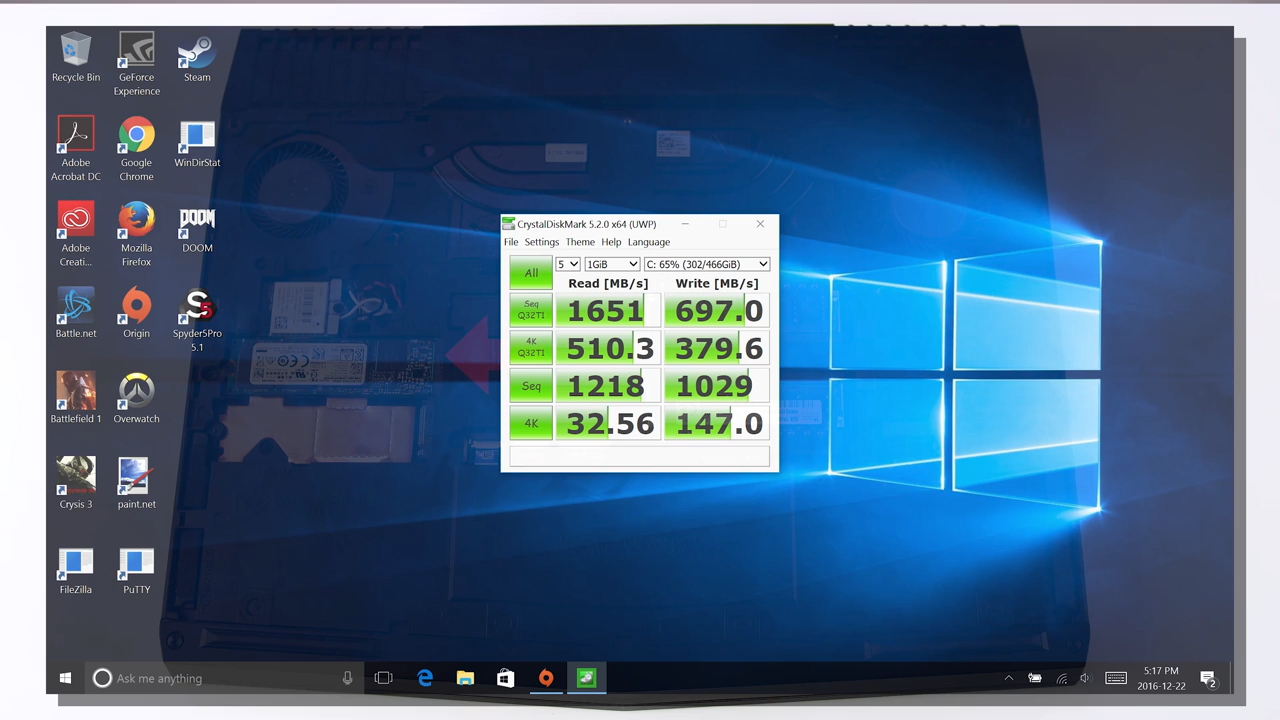 Recycle Bin
GeForce
Experience
Steam
Adobe
Acrobat DC
Google
Chrome
WinDirStat
Adobe
Creati...
Mozilla
Firefox
DOOM
DOOM
Battle.net
Origin
Spyder5Pro
5.1
Battlefield 1
Overwatch
Crysis 3
paint.net
FileZilla
PuTTY
CrystalDiskMark 5.2.0 x64 (UWP)
File Settings Theme Help Language
All 5 1GiB C: 65% (302/466GiB)
Read [MB/s] Write [MB/s]
Seq
Q32T1 1651 697.0
4K
Q32T1 510.3 379.6
Seq 1218 1029
4K 32.56 147.0
Ask me anything
5:17 PM
2016-12-22
2